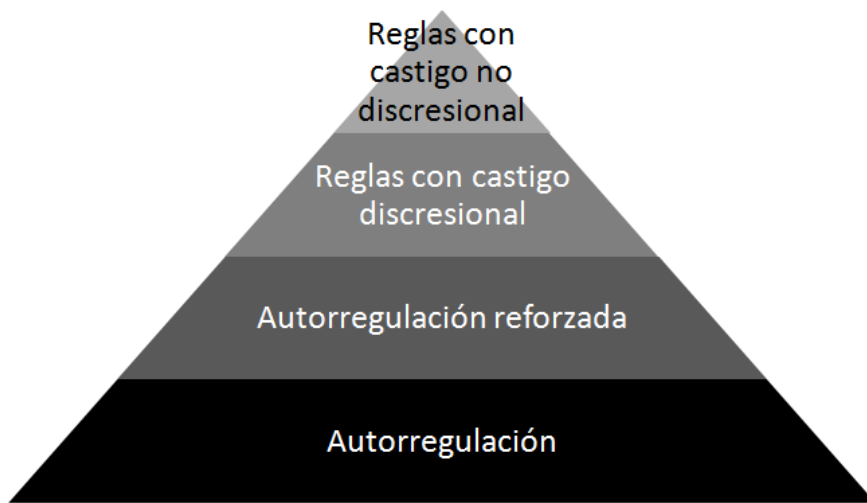 Reglas con
castigo no
discresional
Reglas con castigo
discresional
Autorregulación reforzada
Autorregulación